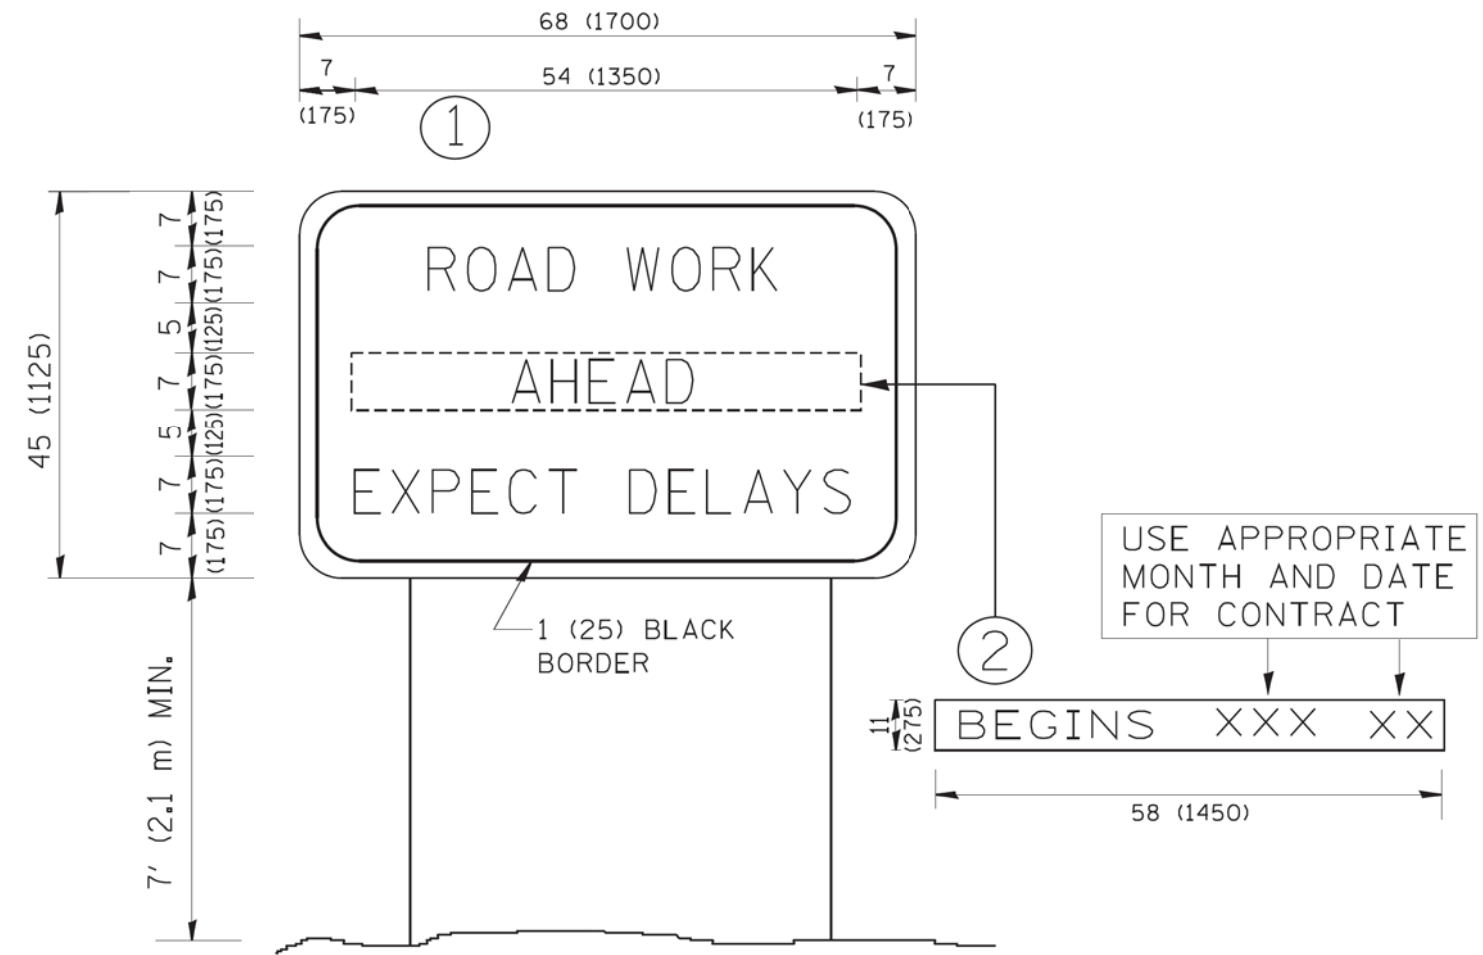 68 (1700)
7
54 (1350)
7
(175)
(175)
1
7
(175)
7
(175)
5
(125)
7
(175)
5
(125)
7
(175)
7
(175)
45 (1125)
ROAD WORK
AHEAD
EXPECT DELAYS
1 (25) BLACK
BORDER
7' (2.1 m) MIN.
USE APPROPRIATE
MONTH AND DATE
FOR CONTRACT
2
11
(275)
BEGINS XXX XX
58 (1450)